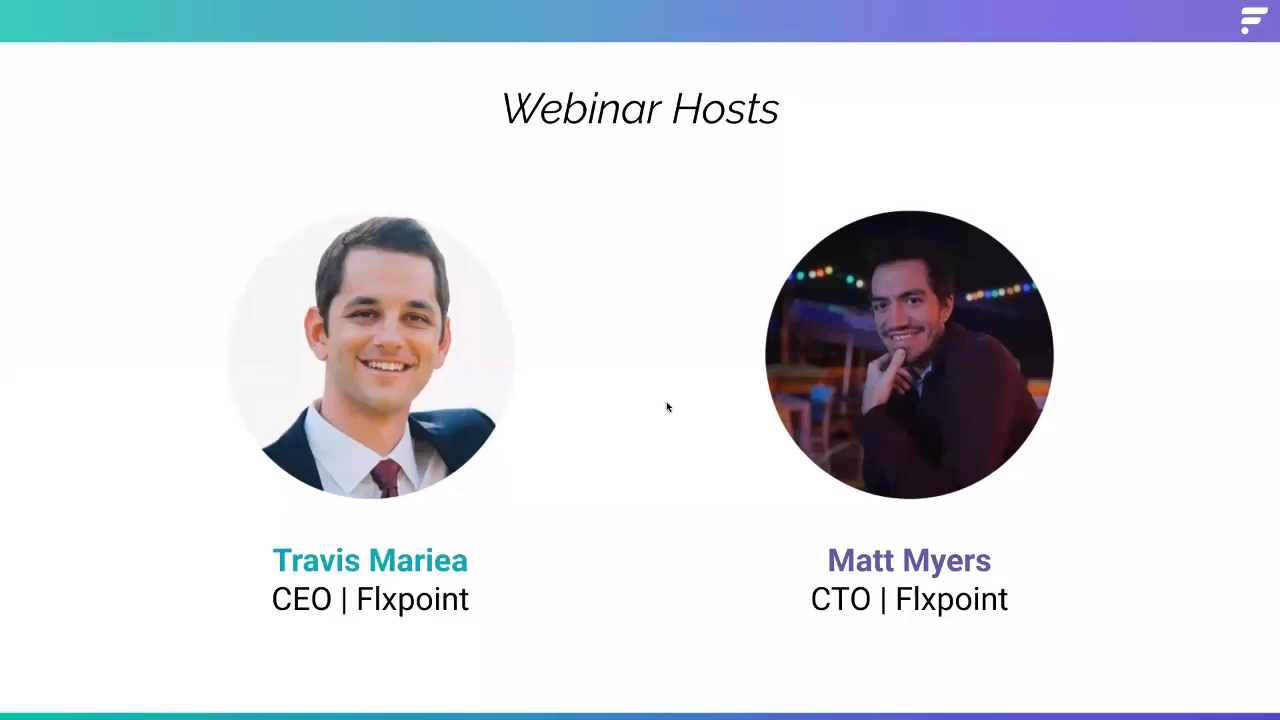 Webinar Hosts
Travis Mariea
CEO | Flxpoint
Matt Myers
CTO | Flxpoint